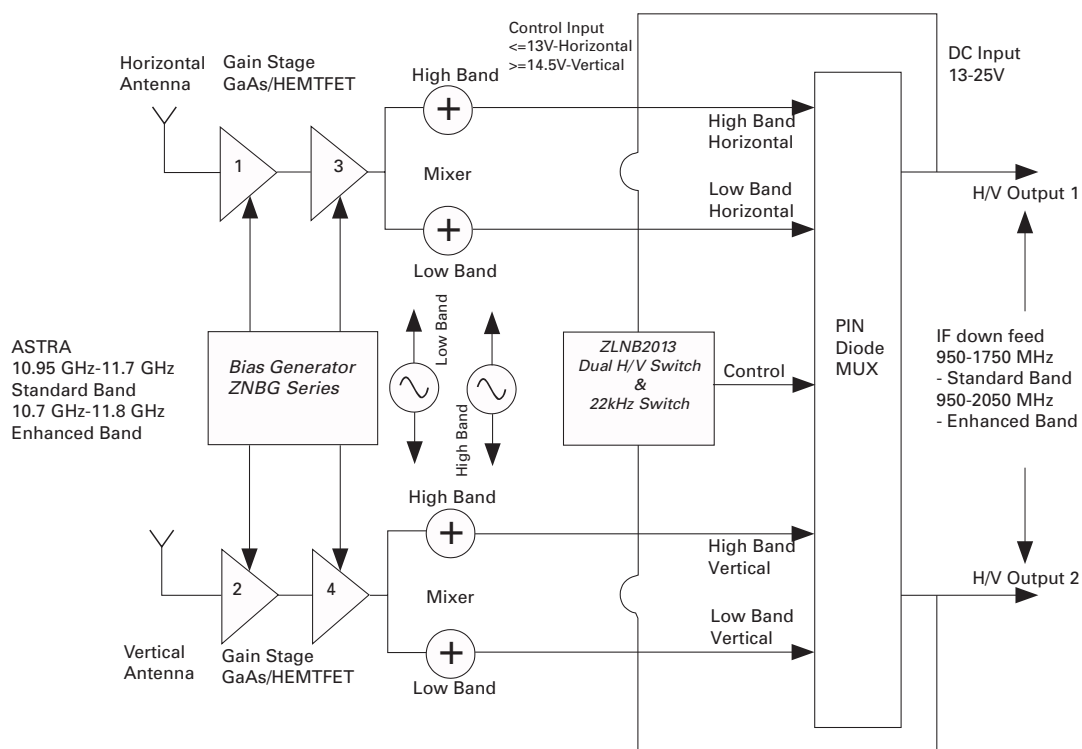 Control Input
<=13V-Horizontal
>=14.5V-Vertical
DC Input
13-25V
Horizontal
Antenna
Gain Stage
GaAs/HEMTFET
High Band
1
3
Mixer
High Band
Horizontal
Low Band
Horizontal
Low Band
H/V Output 1
ASTRA
10.95 GHz-11.7 GHz
Standard Band
10.7 GHz-11.8 GHz
Enhanced Band
Bias Generator
ZNBG Series
Low Band
High Band
ZLNB2013
Dual H/V Switch
&
22kHz Switch
Control
PIN
Diode
MUX
IF down feed
950-1750 MHz
- Standard Band
950-2050 MHz
- Enhanced Band
High Band
2
4
Mixer
High Band
Vertical
Low Band
Vertical
H/V Output 2
Vertical
Antenna
Gain Stage
GaAs/HEMTFET
Low Band